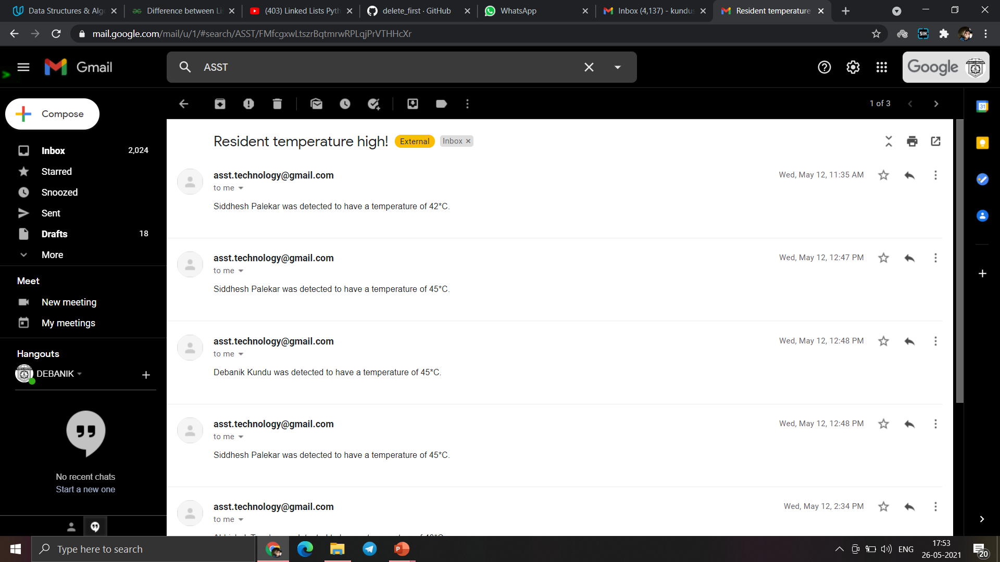 Data Structures & Algo
Difference between Li
(403) Linked Lists Pyth
delete_first · GitHub
WhatsApp
Inbox (4,137) - kundus
Resident temperature
mail.google.com/mail/u/1/#search/ASST/FMfcgxwLtszrBqtmrwRPLqjPrVTHHcXr
SIH
Gmail
ASST
Google
Compose
1 of 3
31
Inbox 2,024
Starred
Snoozed
Sent
Drafts 18
More
Meet
New meeting
My meetings
Hangouts
DEBANIK
No recent chats
Start a new one
Resident temperature high! External Inbox
asst.technology@gmail.com Wed, May 12, 11:35 AM
to me
Siddhesh Palekar was detected to have a temperature of 42*C.
asst.technology@gmail.com Wed, May 12, 12:47 PM
to me
Siddhesh Palekar was detected to have a temperature of 45*C.
asst.technology@gmail.com Wed, May 12, 12:48 PM
to me
Debanik Kundu was detected to have a temperature of 45*C.
asst.technology@gmail.com Wed, May 12, 12:48 PM
to me
Siddhesh Palekar was detected to have a temperature of 45*C.
asst.technology@gmail.com Wed, May 12, 2:34 PM
to me
Type here to search
P
ENG
17:53
26-05-2021
20